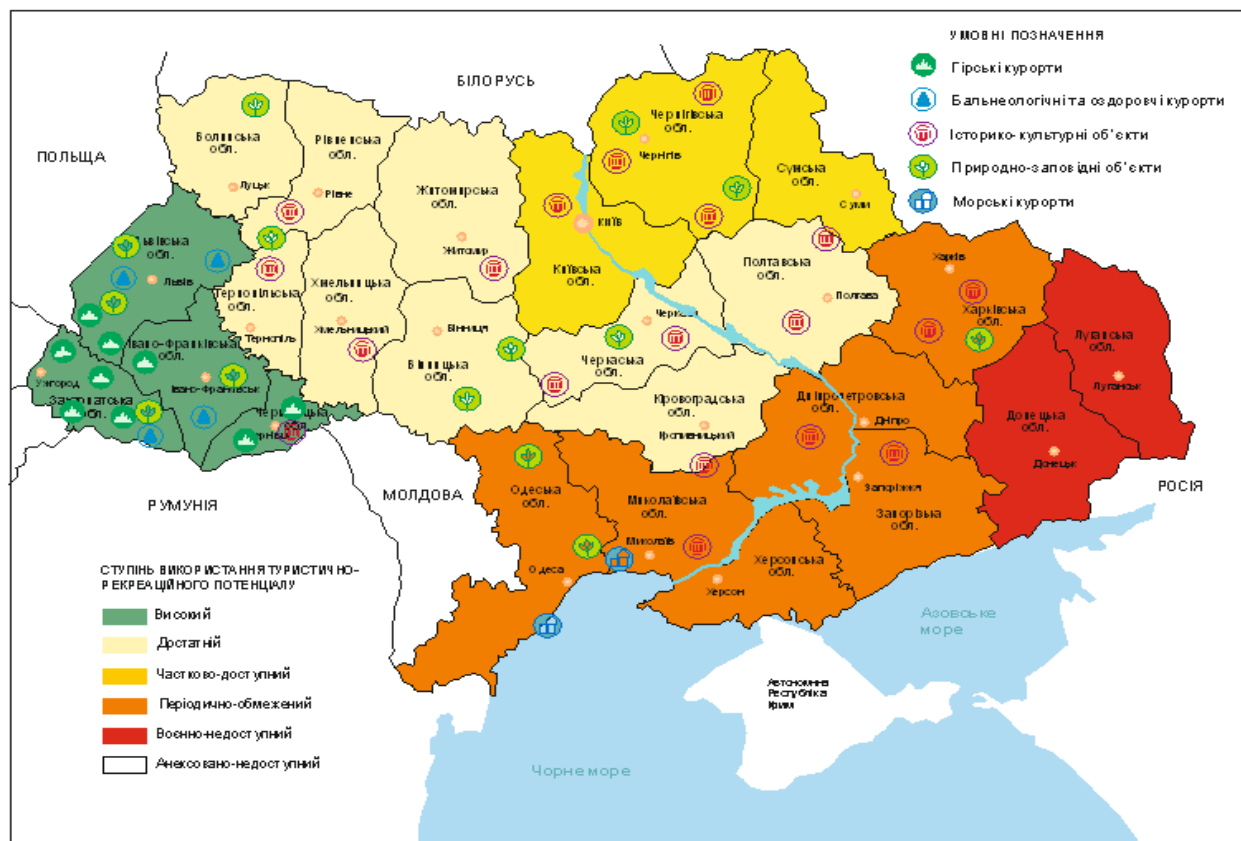 УМОВНІ ПОЗНАЧЕННЯ
Гірські курорти
Бальнеологічні та оздоровчі курорти
Історико-культурні об'єкти
Природно-заповідні об'єкти
Морські курорти
БІЛОРУСЬ
ПОЛЬЩА
РУМУНІЯ
МОЛДОВА
РОСІЯ
Волинська
обл.
Луцьк
Рівненська
обл.
Рівне
Житомирська
обл.
Житомир
Київ
Київська
обл.
Чернігівська
обл.
Чернігів
Сумська
обл.
Суми
Львівська
обл.
Львів
Тернопільська
обл.
Тернопіль
Хмельницька
обл.
Хмельницький
Вінниця
Вінницька
обл.
Черкаси
Черкаська
обл.
Полтавська
обл.
Полтава
Харків
Харківська
обл.
Луганська
обл.
Луганськ
Донецька
обл.
Донецьк
Івано-Франківська
обл.
Івано-Франківськ
Ужгород
обл.
обл.
Кіровоградська
обл.
Кропивницький
Дніпропетровська
обл.
Дніпро
Запоріжжя
Запорізька
обл.
Одеська
обл.
Одеса
Миколаївська
обл.
Миколаїв
Херсонська
обл.
Херсон
Автономна
Республіка
Крим
Азовське
море
Чорне море
СТУПІНЬ ВИКОРИСТАННЯ ТУРИСТИЧНО-
РЕКРЕАЦІЙНОГО ПОТЕНЦІАЛУ
Високий
Достатній
Частково-доступний
Періодично-обмежений
Воєнно-недоступний
Анексовано-недоступний